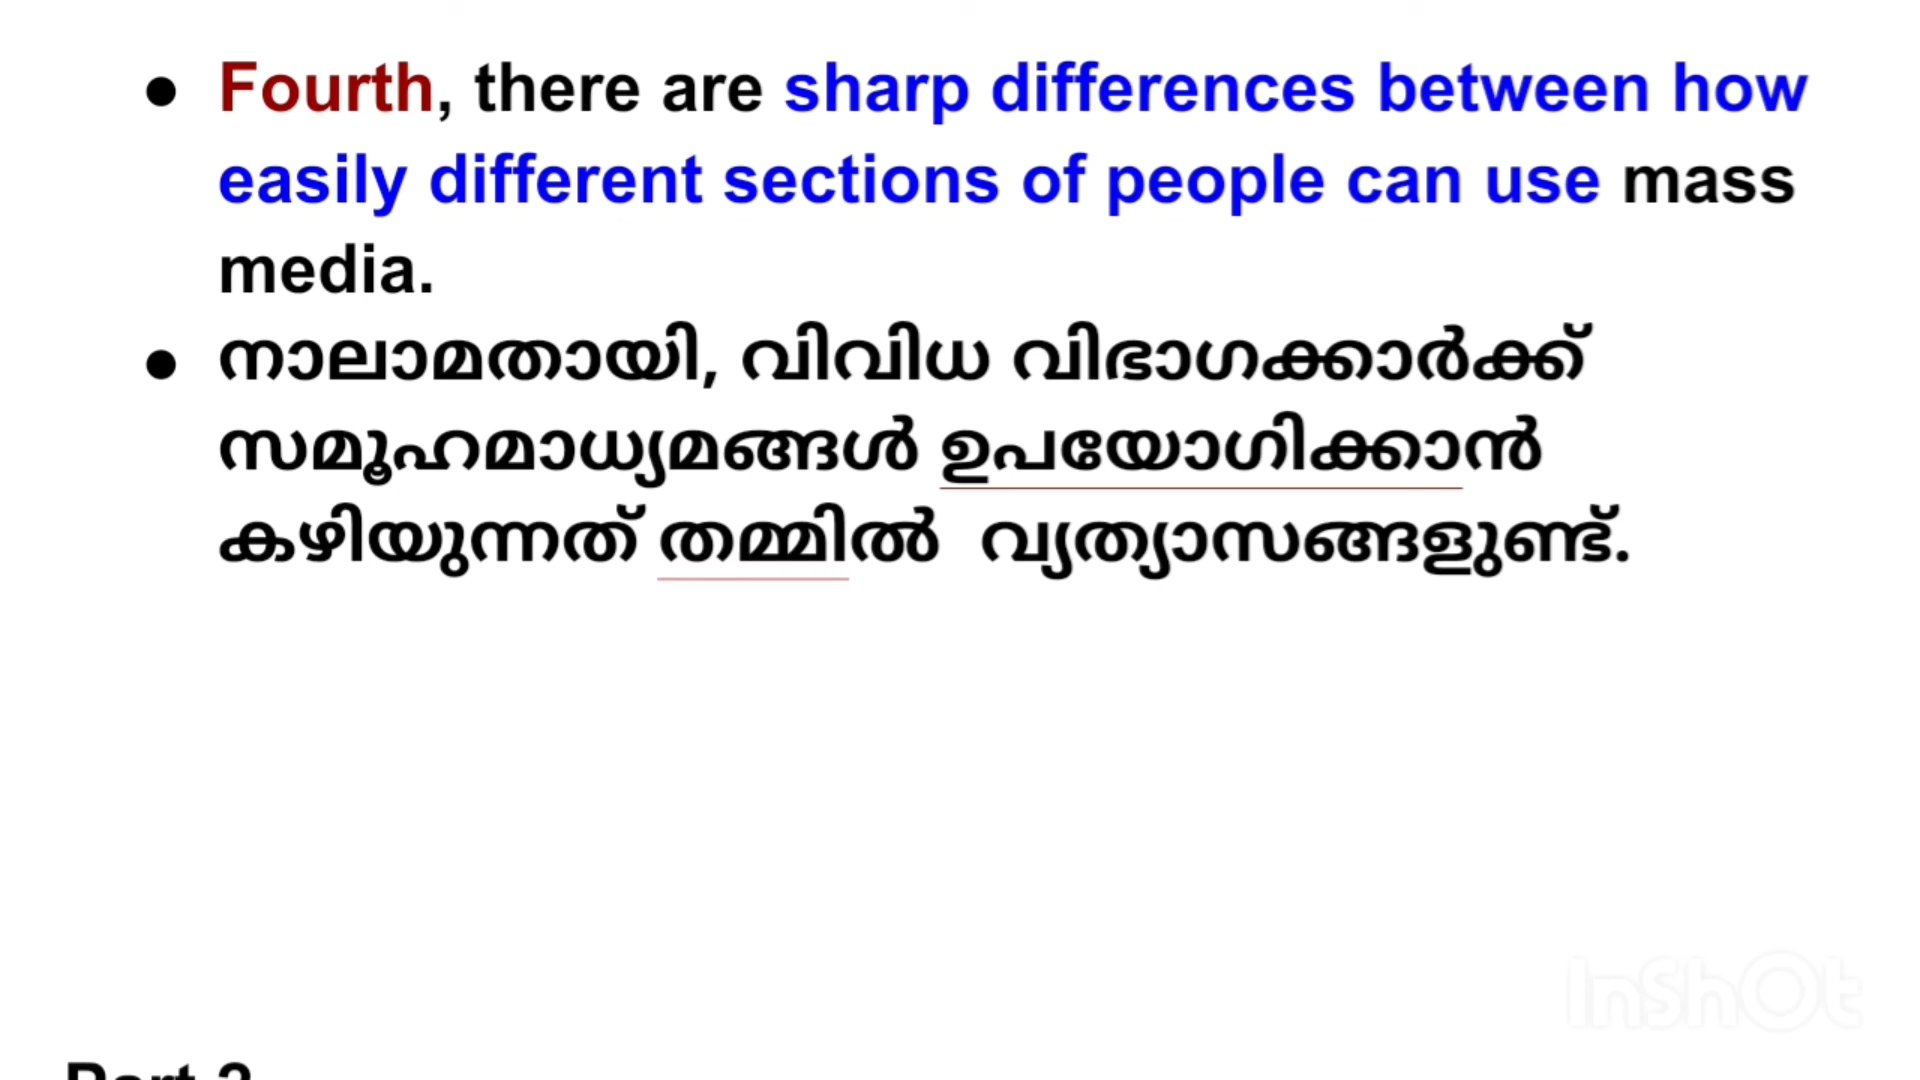 ● Fourth, there are sharp differences between how
easily different sections of people can use mass
media.
● നാലാമതായി, വിവിധ വിഭാഗക്കാർക്ക്
സമൂഹമാധ്യമങ്ങൾ ഉപയോഗിക്കാൻ
കഴിയുന്നത് തമ്മിൽ വ്യത്യാസങ്ങളുണ്ട്.
InShOt